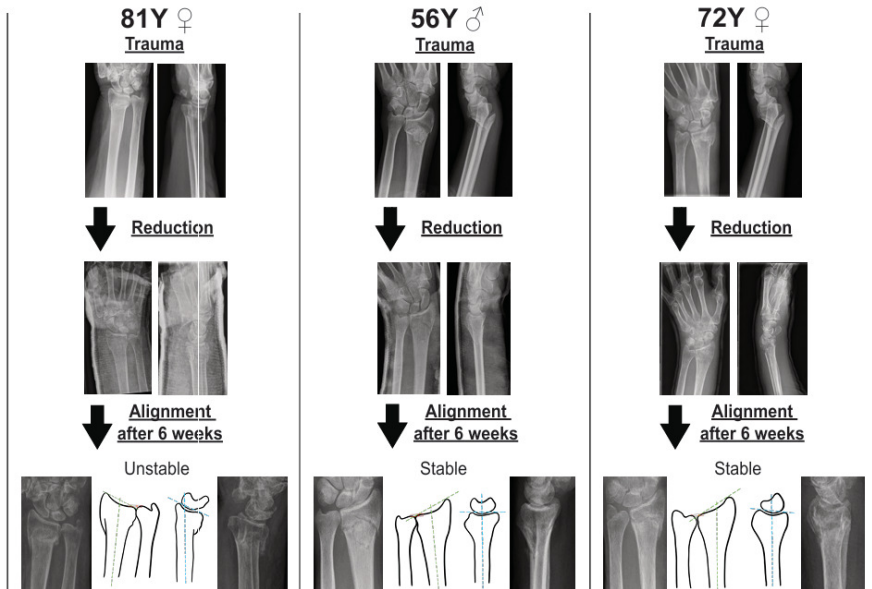 81Y ♀
Trauma
Reduction
Alignment
after 6 weeks
Unstable
56Y ♂
Trauma
Reduction
Alignment
after 6 weeks
Stable
72Y ♀
Trauma
Reduction
Alignment
after 6 weeks
Stable